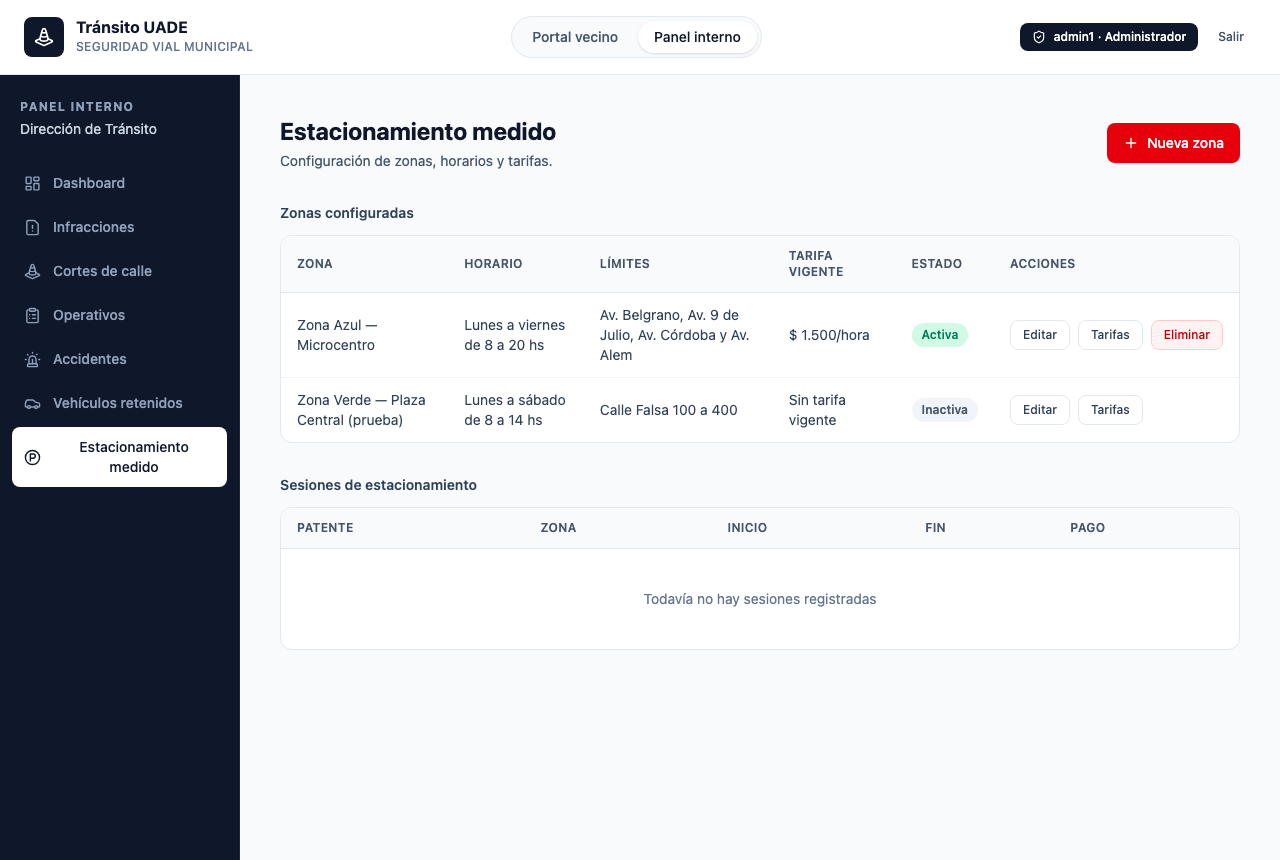 Tránsito UADE
SEGURIDAD VIAL MUNICIPAL
Portal vecino
Panel interno
admin1 · Administrador
Salir
PANEL INTERNO
Dirección de Tránsito
Dashboard
Infracciones
Cortes de calle
Operativos
Accidentes
Vehículos retenidos
Estacionamiento
medido
Estacionamiento medido
Configuración de zonas, horarios y tarifas.
+ Nueva zona
Zonas configuradas
ZONA
HORARIO
LÍMITES
TARIFA
VIGENTE
ESTADO
ACCIONES
Zona Azul —
Microcentro
Lunes a viernes
de 8 a 20 hs
Av. Belgrano, Av. 9 de
Julio, Av. Córdoba y Av.
Alem
$ 1.500/hora
Activa
Editar
Tarifas
Eliminar
Zona Verde — Plaza
Central (prueba)
Lunes a sábado
de 8 a 14 hs
Calle Falsa 100 a 400
Sin tarifa
vigente
Inactiva
Editar
Tarifas
Sesiones de estacionamiento
PATENTE
ZONA
INICIO
FIN
PAGO
Todavía no hay sesiones registradas